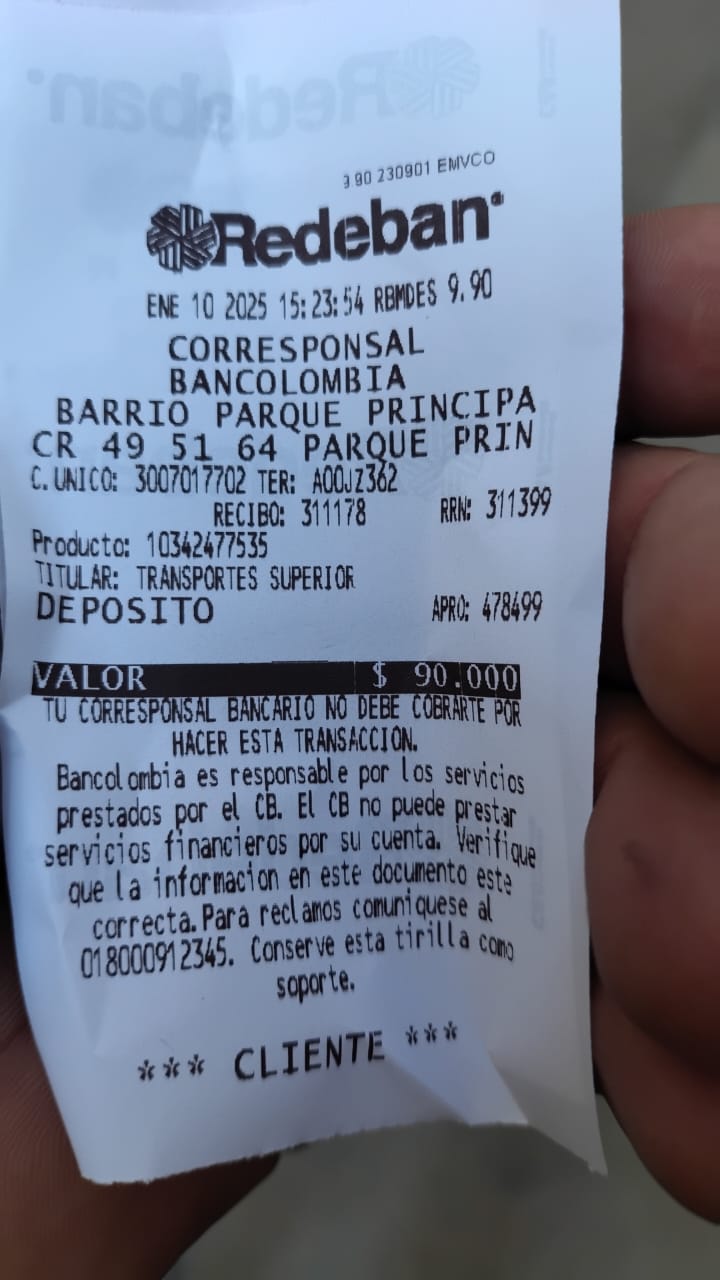 9 90 230901 EMVCO
Redeban
ENE 10 2025 15:23:54 RBMDES 9.90
CORRESPONSAL
BANCOLOMBIA
BARRIO PARQUE PRINCIPA
CR 49 51 64 PARQUE PRIN
C. UNICO: 3007017702 TER: A00JZ362
RECIBO: 311178 RRN: 311399
Producto: 10342477535
TITULAR: TRANSPORTES SUPERIOR
DEPOSITO APRO: 478499
VALOR $ 90.000
TU CORRESPONSAL BANCARIO NO DEBE COBRARTE POR
HACER ESTA TRANSACCION.
Bancolombia es responsable por los servicios
prestados por el CB. El CB no puede prestar
servicios financieros por su cuenta. Verifique
que la informacion en este documento este
correcta. Para reclamos comuniquese al
018000912345. Conserve esta tirilla como
soporte.
*** CLIENTE ***